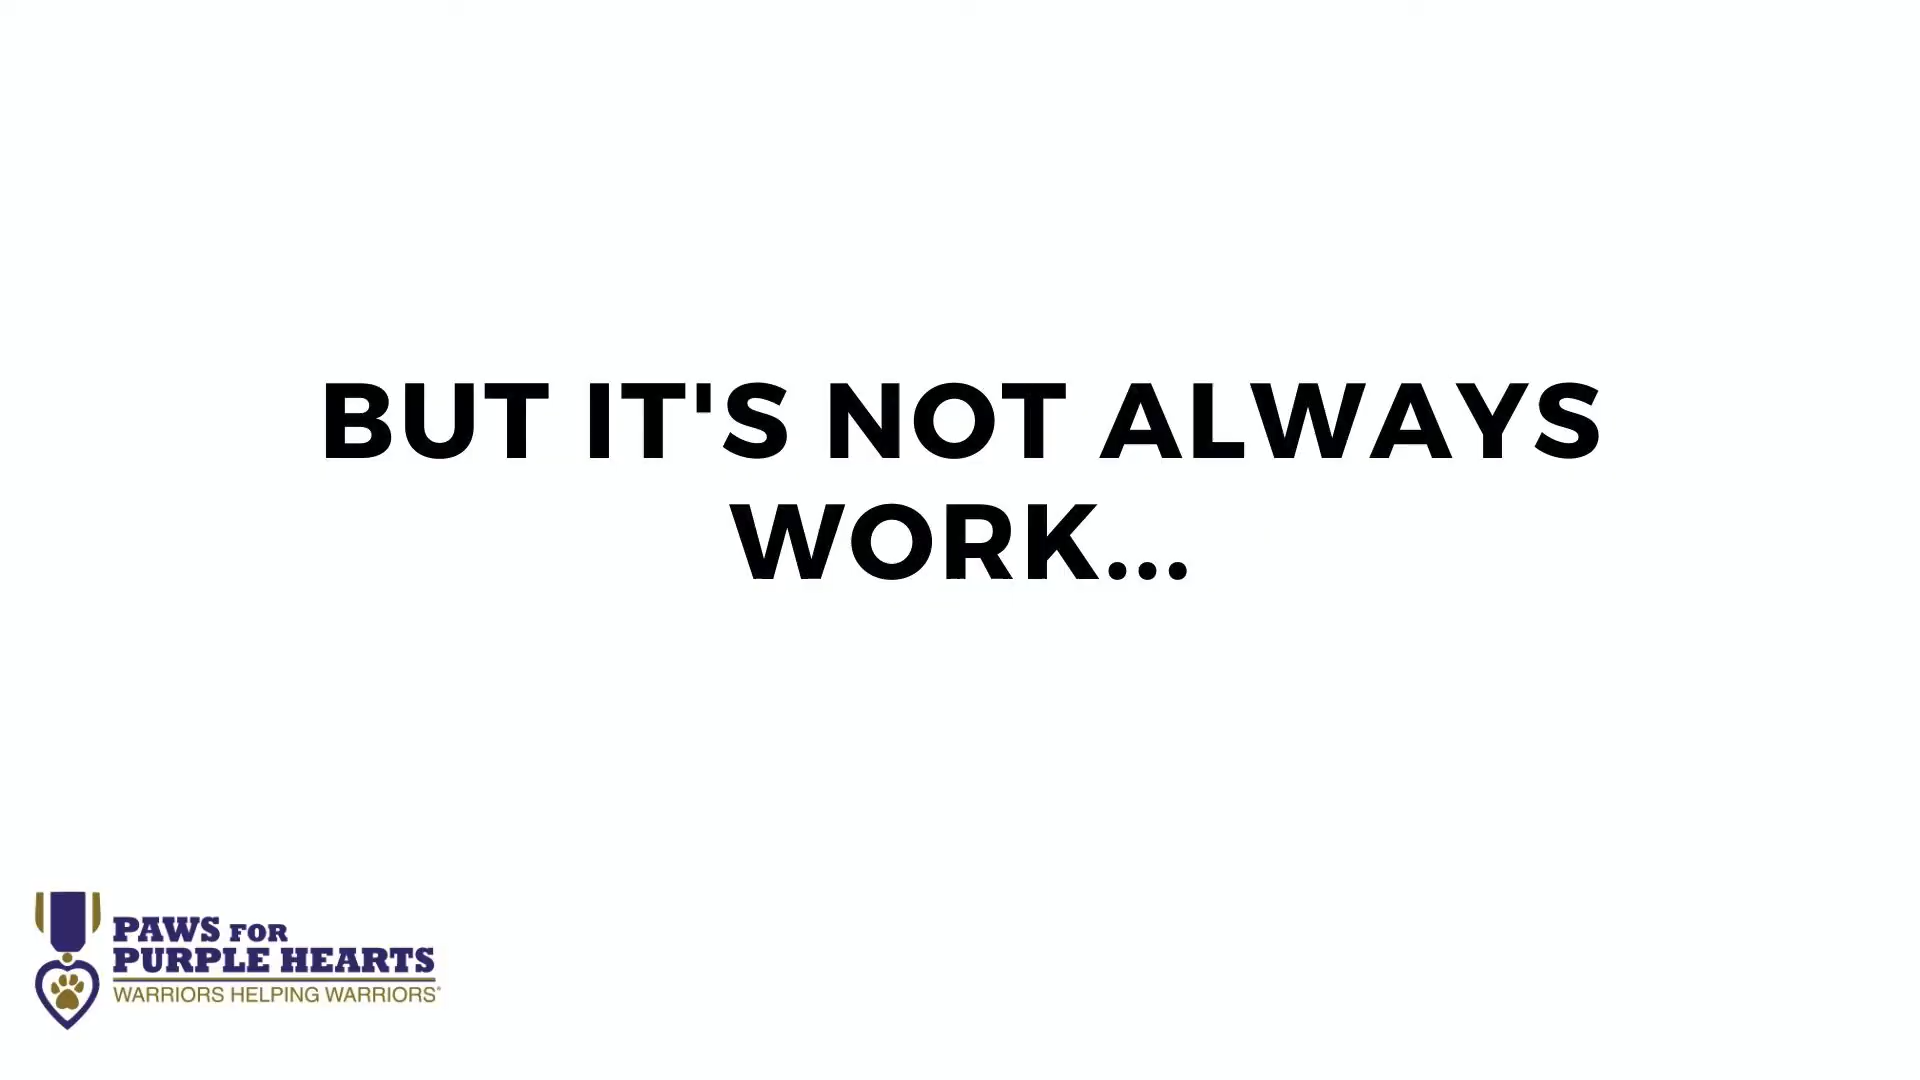 BUT IT'S NOT ALWAYS
WORK...
PAWS FOR
PURPLE HEARTS
WARRIORS HELPING WARRIORS®